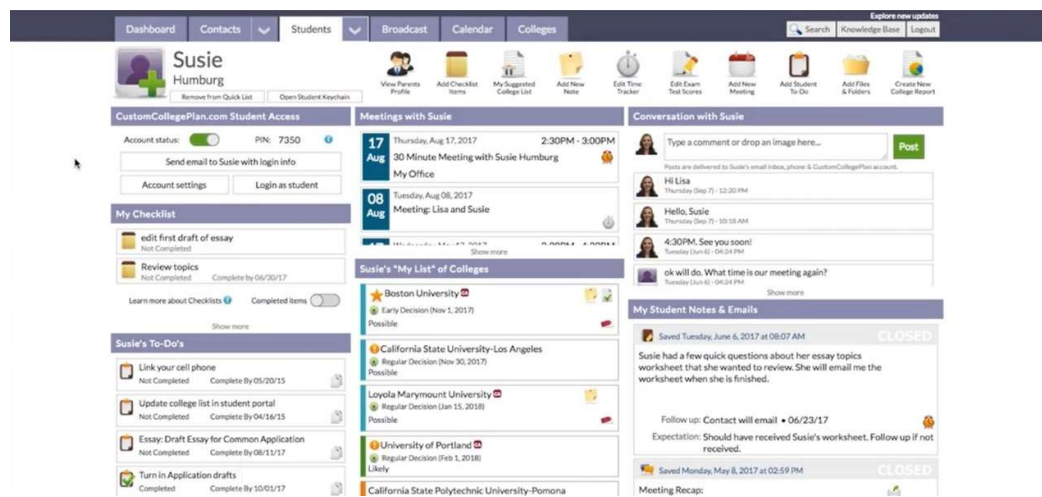 Explore new updates
Dashboard Contacts Students Broadcast Calendar Colleges
Search Knowledge Base Logout
Susie
Humburg
Remove from Quick List Open Student Keychain
View Parents Profile
Add Checklist Items
My Suggested College List
Add New Note
Edit Time Tracker
Edit Exam Test Scores
Add New Meeting
Add Student To-Do
Add Files & Folders
Create New College Report
CustomCollegePlan.com Student Access
Account status: PIN: 7350
Send email to Susie with login info
Account settings Login as student
My Checklist
edit first draft of essay
Not Completed
Review topics
Not Completed Complete by 06/30/17
Learn more about Checklists Completed items
Show more
Susie's To-Do's
Link your cell phone
Not Completed Complete By 05/20/15
Update college list in student portal
Not Completed Complete By 04/16/15
Essay: Draft Essay for Common Application
Not Completed Complete By 08/11/17
Turn in Application drafts
Completed Complete By 10/01/17
Meetings with Susie
17 Aug
Thursday, Aug 17, 2017 2:30PM - 3:00PM
30 Minute Meeting with Susie Humburg
My Office
08 Aug
Tuesday, Aug 08, 2017
Meeting: Lisa and Susie
Show more
Susie's "My List" of Colleges
Boston University CA
Early Decision (Nov 1, 2017)
Possible
California State University-Los Angeles
Regular Decision (Nov 30, 2017)
Possible
Loyola Marymount University CA
Regular Decision (Jan 15, 2018)
Possible
University of Portland CA
Regular Decision (Feb 1, 2018)
Likely
California State Polytechnic University-Pomona
Conversation with Susie
Type a comment or drop an image here...
Post
Posts are delivered to Susie's email inbox, phone & CustomCollegePlan account.
Hi Lisa
Thursday (Sep 7) - 12:20 PM
Hello, Susie
Thursday (Sep 7) - 10:18 AM
4:30PM. See you soon!
Tuesday (Jun 6) - 04:24 PM
ok will do. What time is our meeting again?
Tuesday (Jun 6) - 04:24 PM
Show more
My Student Notes & Emails
Saved Tuesday, June 6, 2017 at 08:07 AM CLOSED
Susie had a few quick questions about her essay topics
worksheet that she wanted to review. She will email me the
worksheet when she is finished.
Follow up: Contact will email • 06/23/17
Expectation: Should have received Susie's worksheet. Follow up if not
received.
Saved Monday, May 8, 2017 at 02:59 PM CLOSED
Meeting Recap: